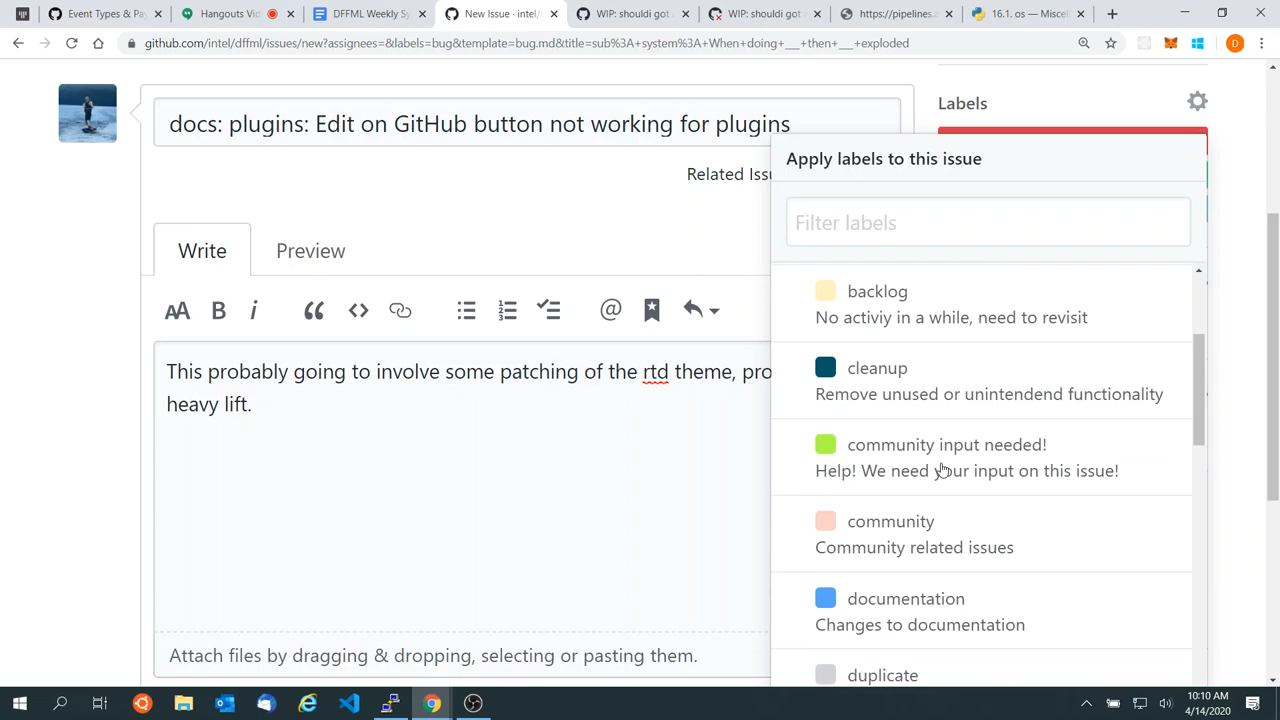 Event Types & Pay
Hangouts Vid
DFFML Weekly Sy
New Issue · intel/
WIP: shouldi got a
WIP: shouldi got a
https://pipelines.a
16.1. os — Miscell
github.com/intel/dffml/issues/new?assignees=&labels=bug&template=bug.md&title=sub%3A+system%3A+When+doing+___+then+___+exploded
D
Labels
docs: plugins: Edit on GitHub button not working for plugins
Apply labels to this issue
Related Issu
Filter labels
Write
Preview
backlog
No activiy in a while, need to revisit
AA B i
This probably going to involve some patching of the rtd theme, pro
heavy lift.
cleanup
Remove unused or unintendend functionality
community input needed!
Help! We need your input on this issue!
community
Community related issues
documentation
Changes to documentation
Attach files by dragging & dropping, selecting or pasting them.
duplicate
10:10 AM
4/14/2020